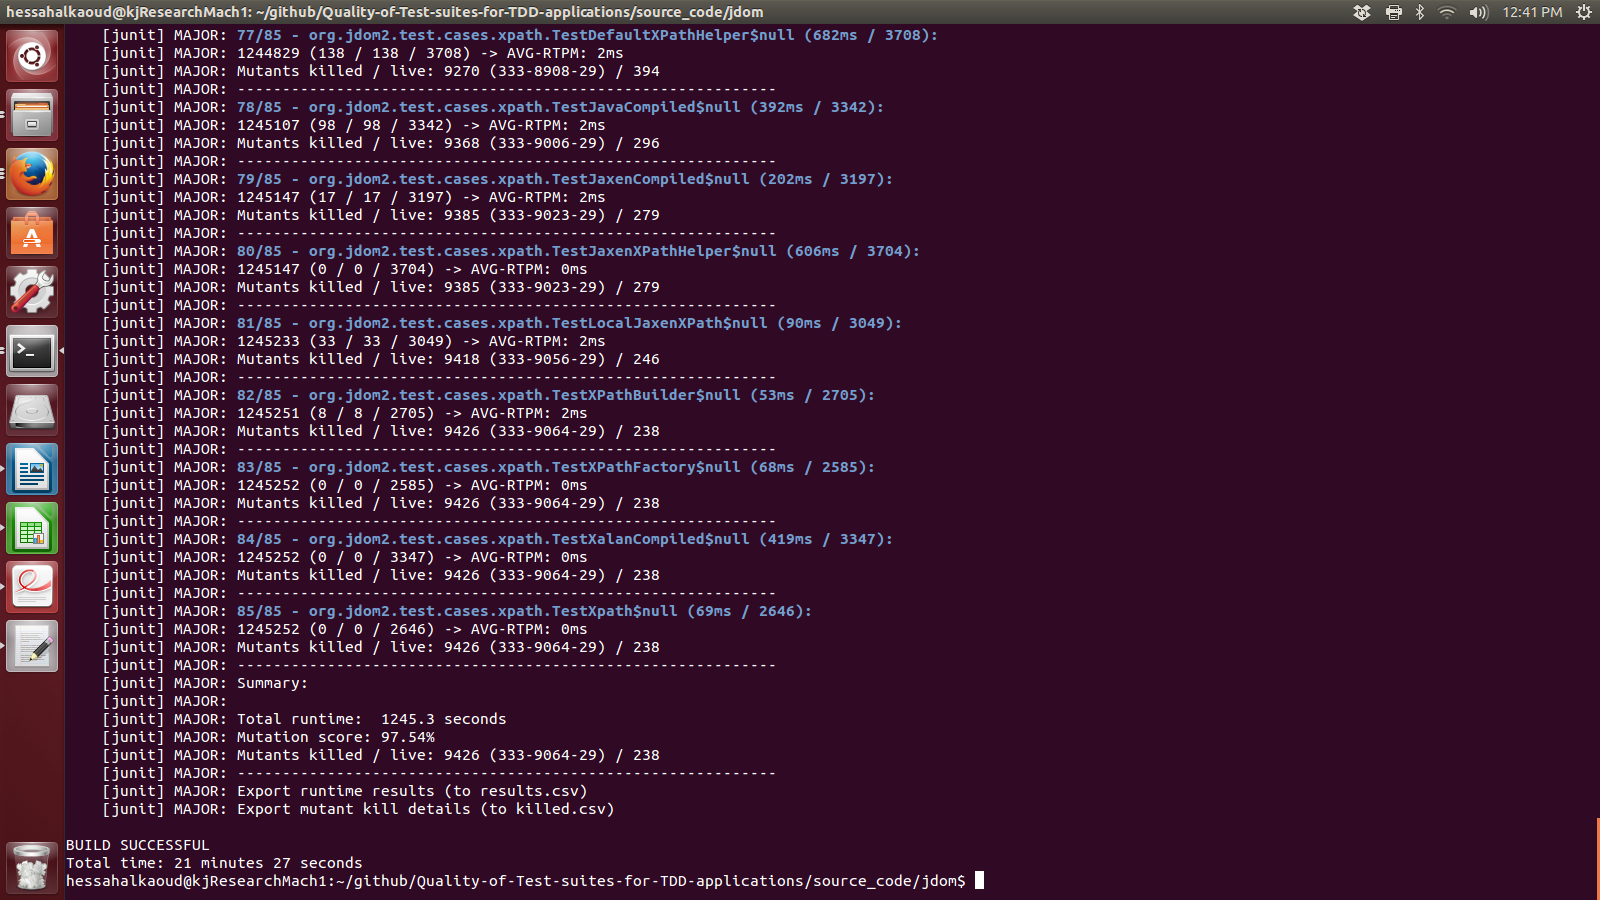 hessahalkaoud@kjResearchMach1: ~/github/Quality-of-Test-suites-for-TDD-applications/source_code/jdom 12:41 PM
[junit] MAJOR: 77/85 - org.jdom2.test.cases.xpath.TestDefaultXPathHelper$null (682ms / 3708):
[junit] MAJOR: 1244829 (138 / 138 / 3708) -> AVG-RTPM: 2ms
[junit] MAJOR: Mutants killed / live: 9270 (333-8908-29) / 394
[junit] MAJOR: ------------------------------------------------------------
[junit] MAJOR: 78/85 - org.jdom2.test.cases.xpath.TestJavaCompiled$null (392ms / 3342):
[junit] MAJOR: 1245107 (98 / 98 / 3342) -> AVG-RTPM: 2ms
[junit] MAJOR: Mutants killed / live: 9368 (333-9006-29) / 296
[junit] MAJOR: ------------------------------------------------------------
[junit] MAJOR: 79/85 - org.jdom2.test.cases.xpath.TestJaxenCompiled$null (202ms / 3197):
[junit] MAJOR: 1245147 (17 / 17 / 3197) -> AVG-RTPM: 2ms
[junit] MAJOR: Mutants killed / live: 9385 (333-9023-29) / 279
[junit] MAJOR: ------------------------------------------------------------
[junit] MAJOR: 80/85 - org.jdom2.test.cases.xpath.TestJaxenXPathHelper$null (606ms / 3704):
[junit] MAJOR: 1245147 (0 / 0 / 3704) -> AVG-RTPM: 0ms
[junit] MAJOR: Mutants killed / live: 9385 (333-9023-29) / 279
[junit] MAJOR: ------------------------------------------------------------
[junit] MAJOR: 81/85 - org.jdom2.test.cases.xpath.TestLocalJaxenXPath$null (90ms / 3049):
[junit] MAJOR: 1245233 (33 / 33 / 3049) -> AVG-RTPM: 2ms
[junit] MAJOR: Mutants killed / live: 9418 (333-9056-29) / 246
[junit] MAJOR: ------------------------------------------------------------
[junit] MAJOR: 82/85 - org.jdom2.test.cases.xpath.TestXPathBuilder$null (53ms / 2705):
[junit] MAJOR: 1245251 (8 / 8 / 2705) -> AVG-RTPM: 2ms
[junit] MAJOR: Mutants killed / live: 9426 (333-9064-29) / 238
[junit] MAJOR: ------------------------------------------------------------
[junit] MAJOR: 83/85 - org.jdom2.test.cases.xpath.TestXPathFactory$null (68ms / 2585):
[junit] MAJOR: 1245252 (0 / 0 / 2585) -> AVG-RTPM: 0ms
[junit] MAJOR: Mutants killed / live: 9426 (333-9064-29) / 238
[junit] MAJOR: ------------------------------------------------------------
[junit] MAJOR: 84/85 - org.jdom2.test.cases.xpath.TestXalanCompiled$null (419ms / 3347):
[junit] MAJOR: 1245252 (0 / 0 / 3347) -> AVG-RTPM: 0ms
[junit] MAJOR: Mutants killed / live: 9426 (333-9064-29) / 238
[junit] MAJOR: ------------------------------------------------------------
[junit] MAJOR: 85/85 - org.jdom2.test.cases.xpath.TestXpath$null (69ms / 2646):
[junit] MAJOR: 1245252 (0 / 0 / 2646) -> AVG-RTPM: 0ms
[junit] MAJOR: Mutants killed / live: 9426 (333-9064-29) / 238
[junit] MAJOR: ------------------------------------------------------------
[junit] MAJOR: Summary:
[junit] MAJOR:
[junit] MAJOR: Total runtime:  1245.3 seconds
[junit] MAJOR: Mutation score: 97.54%
[junit] MAJOR: Mutants killed / live: 9426 (333-9064-29) / 238
[junit] MAJOR: ------------------------------------------------------------
[junit] MAJOR: Export runtime results (to results.csv)
[junit] MAJOR: Export mutant kill details (to killed.csv)
BUILD SUCCESSFUL
Total time: 21 minutes 27 seconds
hessahalkaoud@kjResearchMach1:~/github/Quality-of-Test-suites-for-TDD-applications/source_code/jdom$